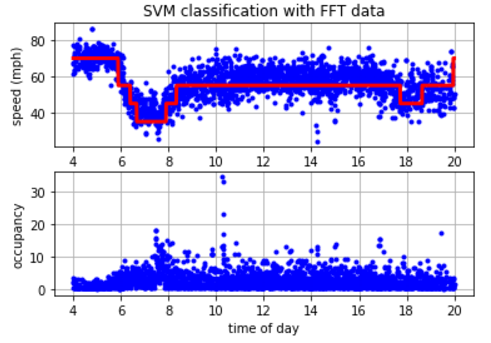 SVM classification with FFT data
80
60
40
speed (mph)
4 6 8 10 12 14 16 18 20
30
20
10
0
occupancy
4 6 8 10 12 14 16 18 20
time of day